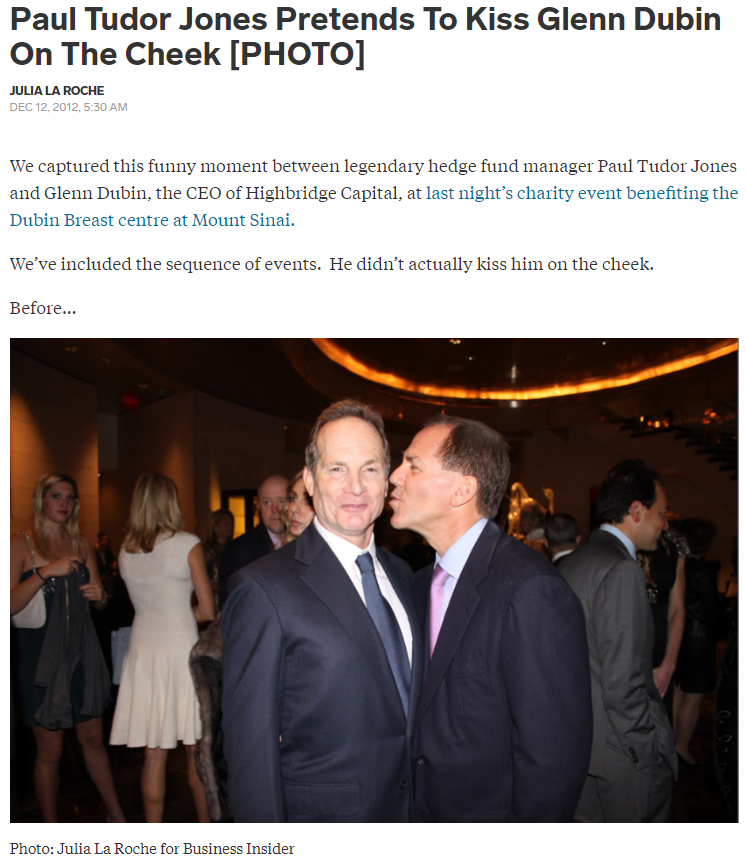 Paul Tudor Jones Pretends To Kiss Glenn Dubin
On The Cheek [PHOTO]
JULIA LA ROCHE
DEC 12, 2012, 5:30 AM
We captured this funny moment between legendary hedge fund manager Paul Tudor Jones
and Glenn Dubin, the CEO of Highbridge Capital, at last night’s charity event benefiting the
Dubin Breast centre at Mount Sinai.
We’ve included the sequence of events.  He didn’t actually kiss him on the cheek.
Before…
Photo: Julia La Roche for Business Insider